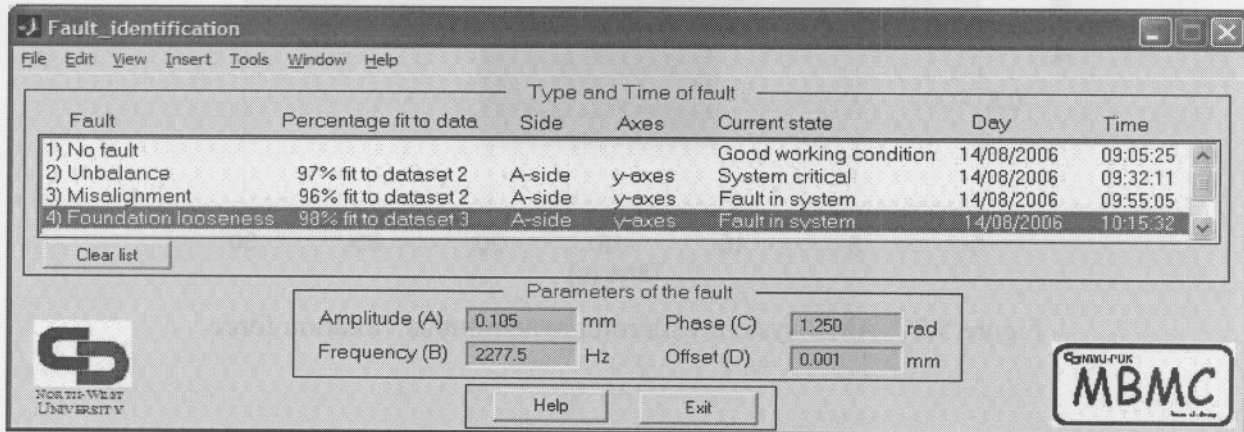 Fault_identification
File Edit View Insert Tools Window Help
Type and Time of fault
Fault Percentage fit to data Side Axes Current state Day Time
1) No fault Good working condition 14/08/2006 09:05:25
2) Unbalance 97% fit to dataset 2 A-side y-axes System critical 14/08/2006 09:32:11
3) Misalignment 96% fit to dataset 2 A-side y-axes Fault in system 14/08/2006 09:55:05
4) Foundation looseness 98% fit to dataset 3 A-side y-axes Fault in system 14/08/2006 10:15:32
Clear list
Parameters of the fault
Amplitude (A) 0.105 mm Phase (C) 1.250 rad
Frequency (B) 2277.5 Hz Offset (D) 0.001 mm
NORTH-WEST
UNIVERSITY
Help Exit
NWU-PUK
MBMC